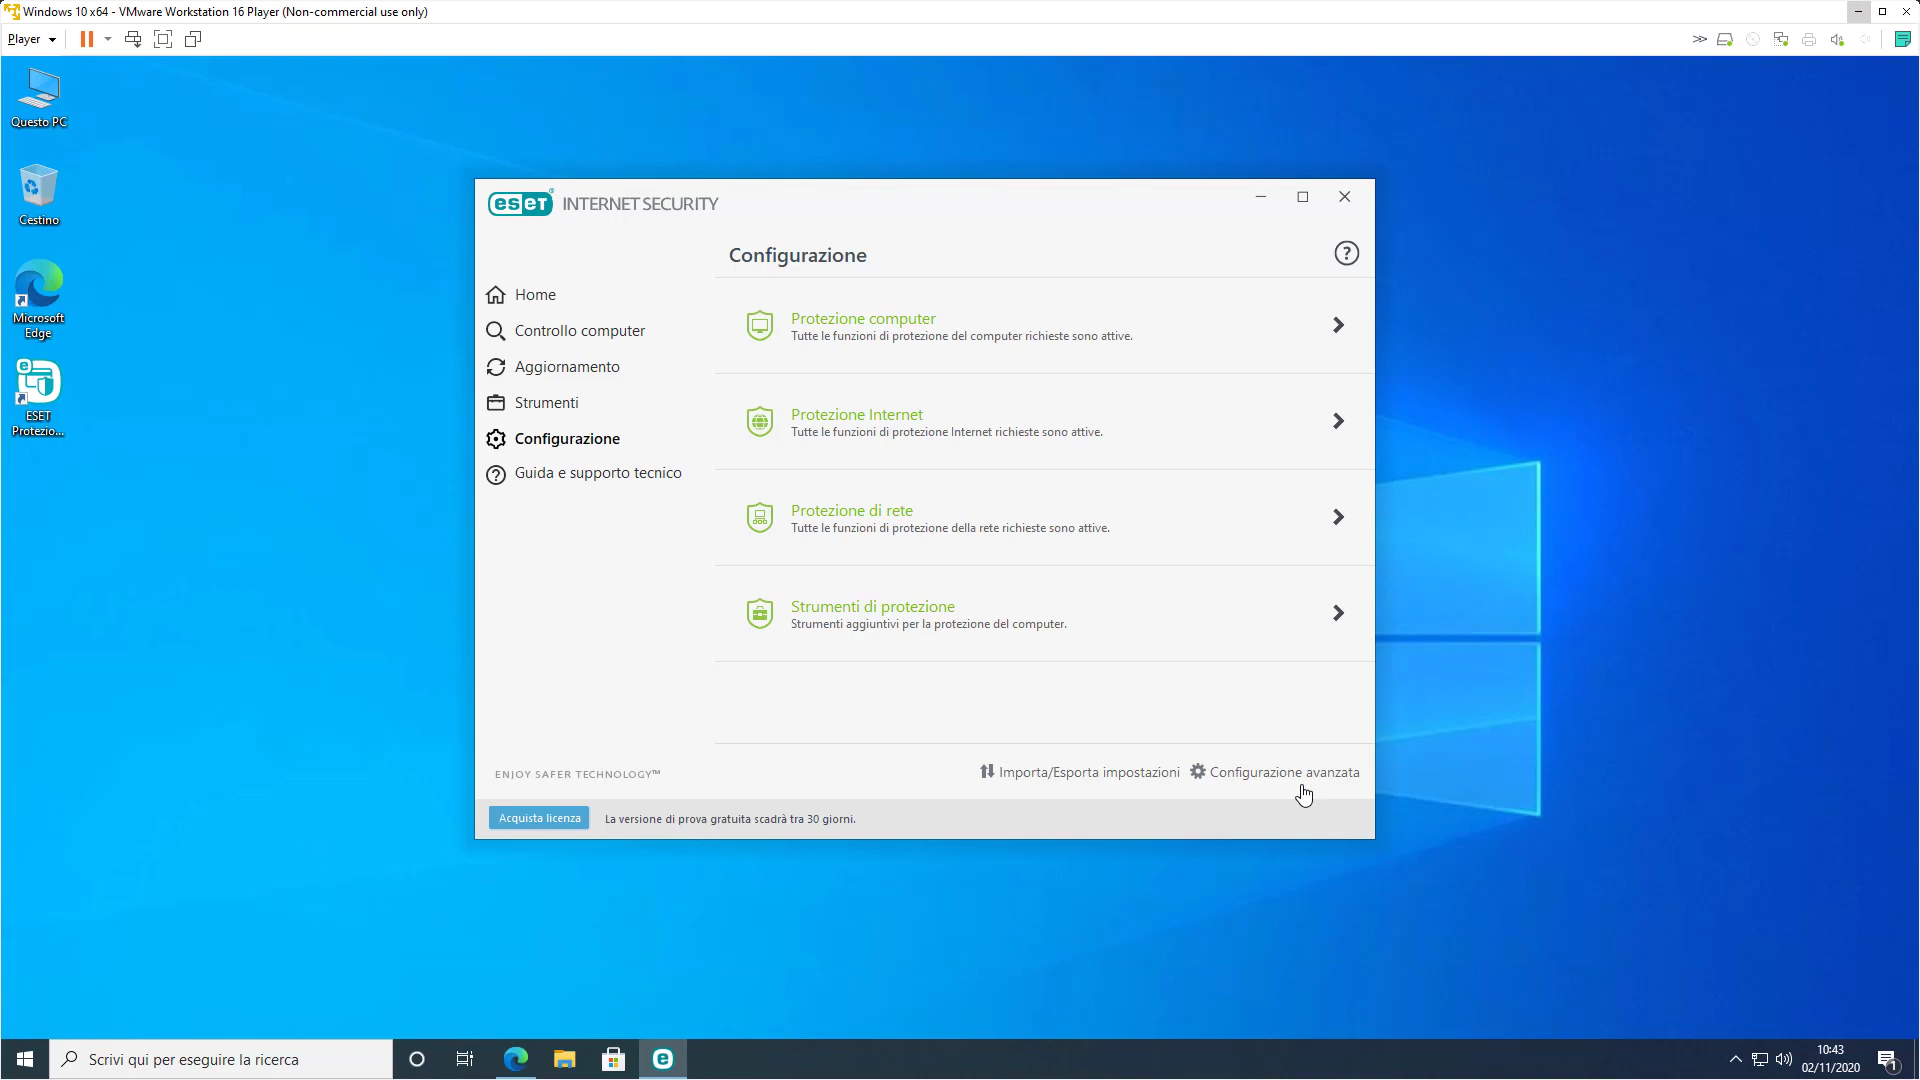 Windows 10 x64 - VMware Workstation 16 Player (Non-commercial use only)
Player
Questo PC
Cestino
Microsoft
Edge
ESET
Protezio...
eset® INTERNET SECURITY
Configurazione
?
Home
Controllo computer
Aggiornamento
Strumenti
Configurazione
Guida e supporto tecnico
Protezione computer
Tutte le funzioni di protezione del computer richieste sono attive.
Protezione Internet
Tutte le funzioni di protezione Internet richieste sono attive.
Protezione di rete
Tutte le funzioni di protezione della rete richieste sono attive.
Strumenti di protezione
Strumenti aggiuntivi per la protezione del computer.
ENJOY SAFER TECHNOLOGY™
Importa/Esporta impostazioni
Configurazione avanzata
Acquista licenza
La versione di prova gratuita scadrà tra 30 giorni.
Scrivi qui per eseguire la ricerca
10:43
02/11/2020
1